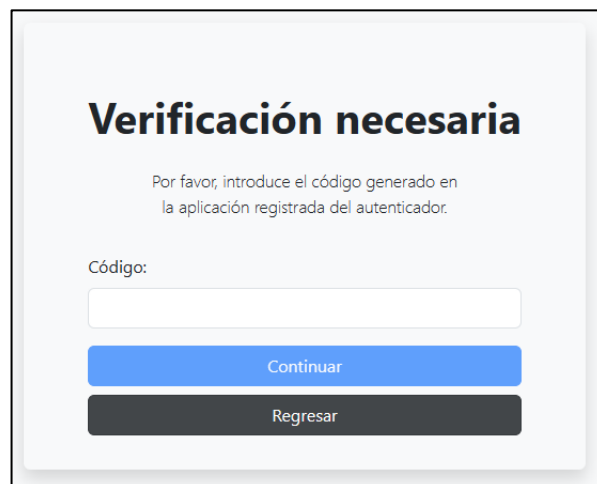 Verificación necesaria
Por favor, introduce el código generado en
la aplicación registrada del autenticador.
Código:
Continuar
Regresar